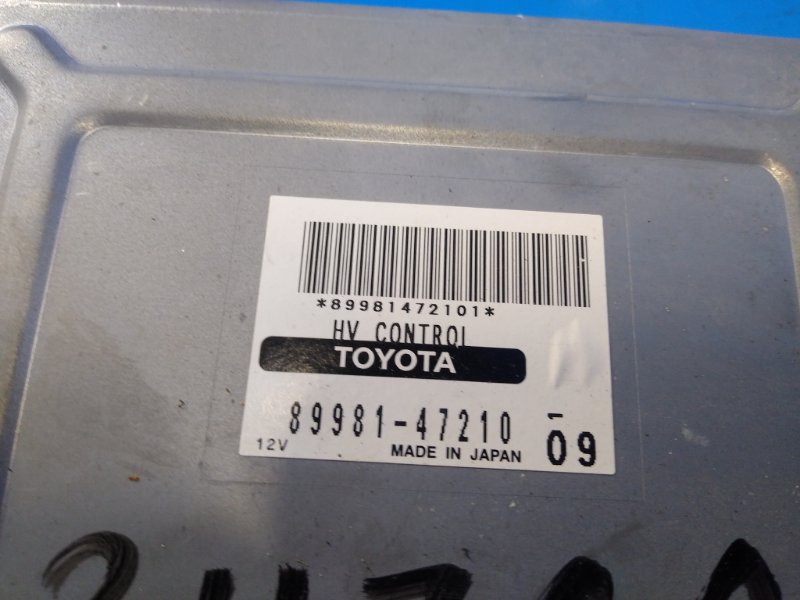 *89981472101*
HV CONTROL
TOYOTA
89981-47210 1
12V MADE IN JAPAN 09